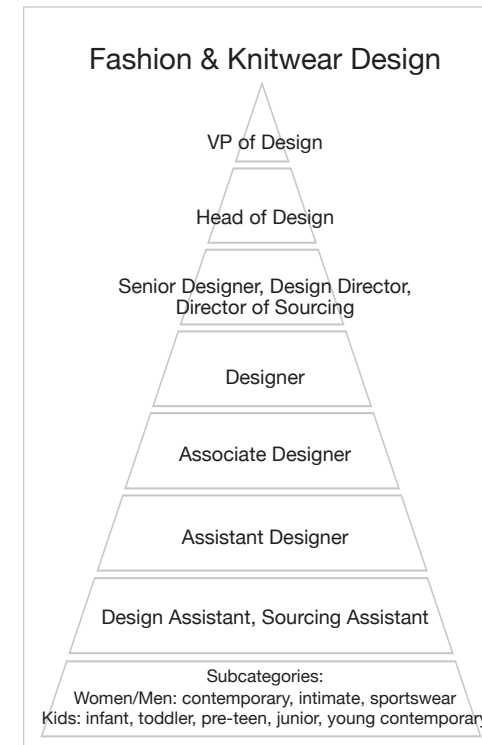 Fashion & Knitwear Design
VP of Design
Head of Design
Senior Designer, Design Director,
Director of Sourcing
Designer
Associate Designer
Assistant Designer
Design Assistant, Sourcing Assistant
Subcategories:
Women/Men: contemporary, intimate, sportswear
Kids: infant, toddler, pre-teen, junior, young contemporary